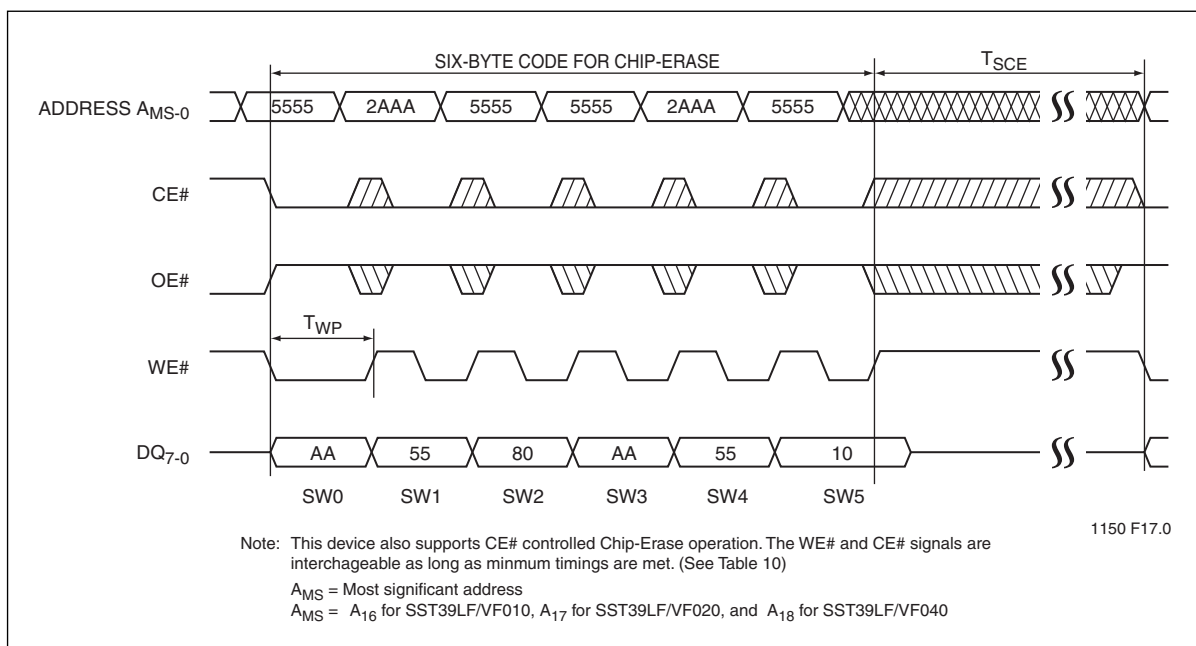 SIX-BYTE CODE FOR CHIP-ERASE TSCE
ADDRESS AMS-0 5555 2AAA 5555 5555 2AAA 5555
CE#
OE#
TWP
WE#
DQ7-0 AA 55 80 AA 55 10
SW0 SW1 SW2 SW3 SW4 SW5
1150 F17.0
Note: This device also supports CE# controlled Chip-Erase operation. The WE# and CE# signals are
interchageable as long as minmum timings are met. (See Table 10)
AMS = Most significant address
AMS = A16 for SST39LF/VF010, A17 for SST39LF/VF020, and A18 for SST39LF/VF040